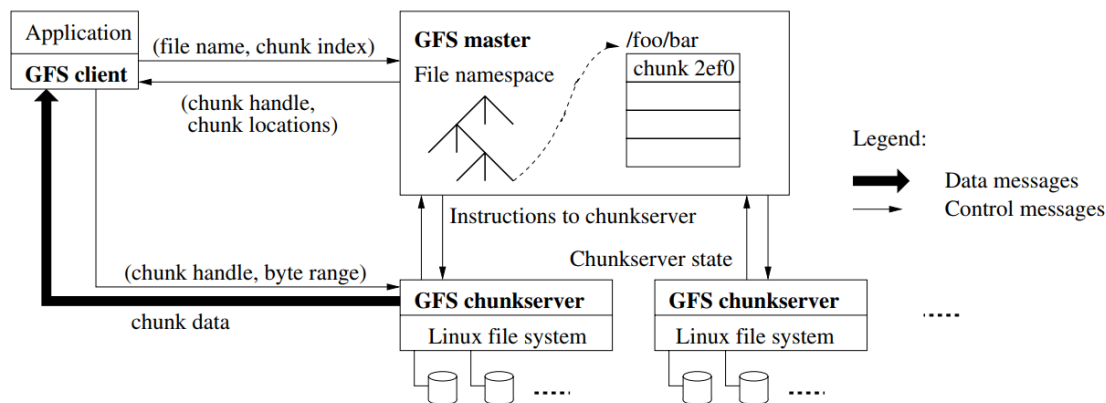 Application
GFS client
(file name, chunk index)
(chunk handle,
chunk locations)
GFS master
File namespace
/foo/bar
chunk 2ef0
Legend:
Data messages
Control messages
Instructions to chunkserver
Chunkserver state
(chunk handle, byte range)
chunk data
GFS chunkserver
Linux file system
GFS chunkserver
Linux file system